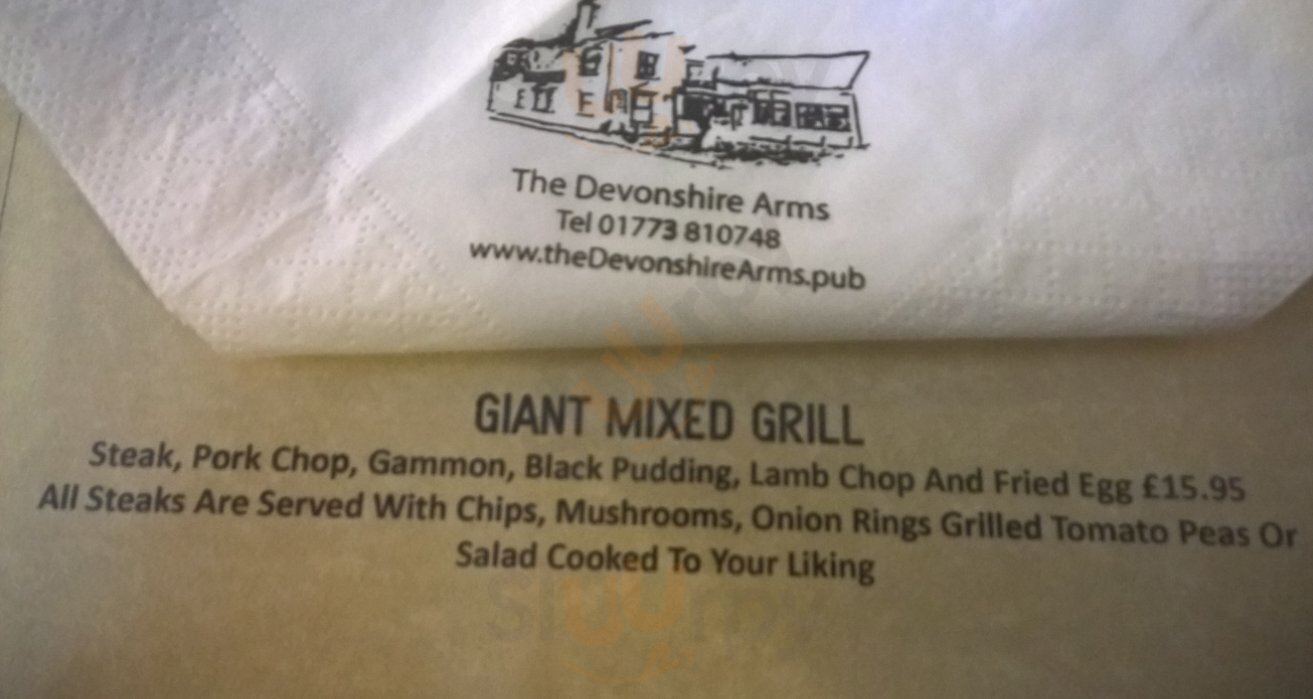 The Devonshire Arms
Tel 01773 810748
www.theDevonshireArms.pub
GIANT MIXED GRILL
Steak, Pork Chop, Gammon, Black Pudding, Lamb Chop And Fried Egg £15.95
All Steaks Are Served With Chips, Mushrooms, Onion Rings Grilled Tomato Peas Or
Salad Cooked To Your Liking
Sluurpy